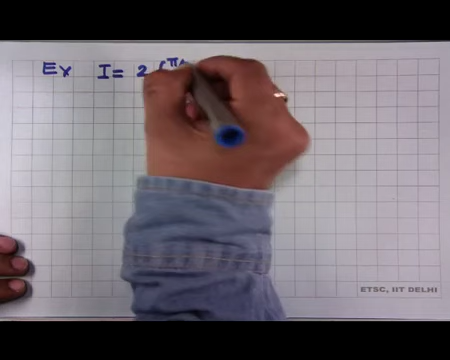 Ex I = 2 ∫ π/
ETSC, IIT DELHI